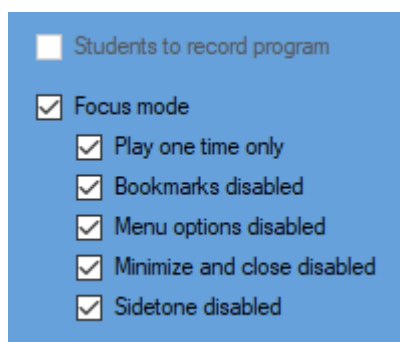 Students to record program
Focus mode
Play one time only
Bookmarks disabled
Menu options disabled
Minimize and close disabled
Sidetone disabled